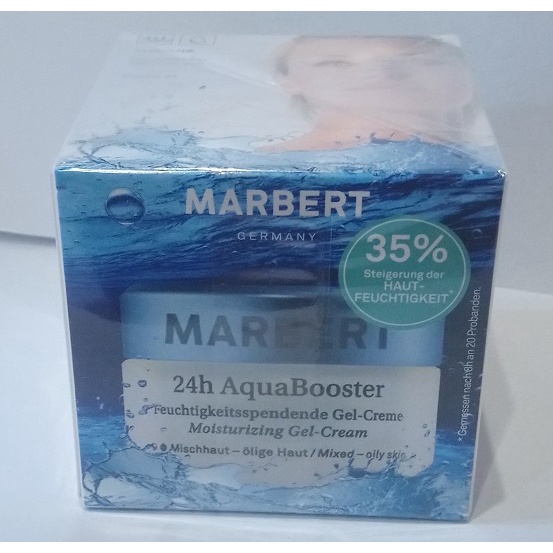 MARBERT
GERMANY
35%
Steigerung der
HAUT-
FEUCHTIGKEIT*
* Gemessen nach 8h an 20 Probanden.
MARBERT
24h AquaBooster
Feuchtigkeitsspendende Gel-Creme
Moisturizing Gel-Cream
Mischhaut – ölige Haut / Mixed – oily skin